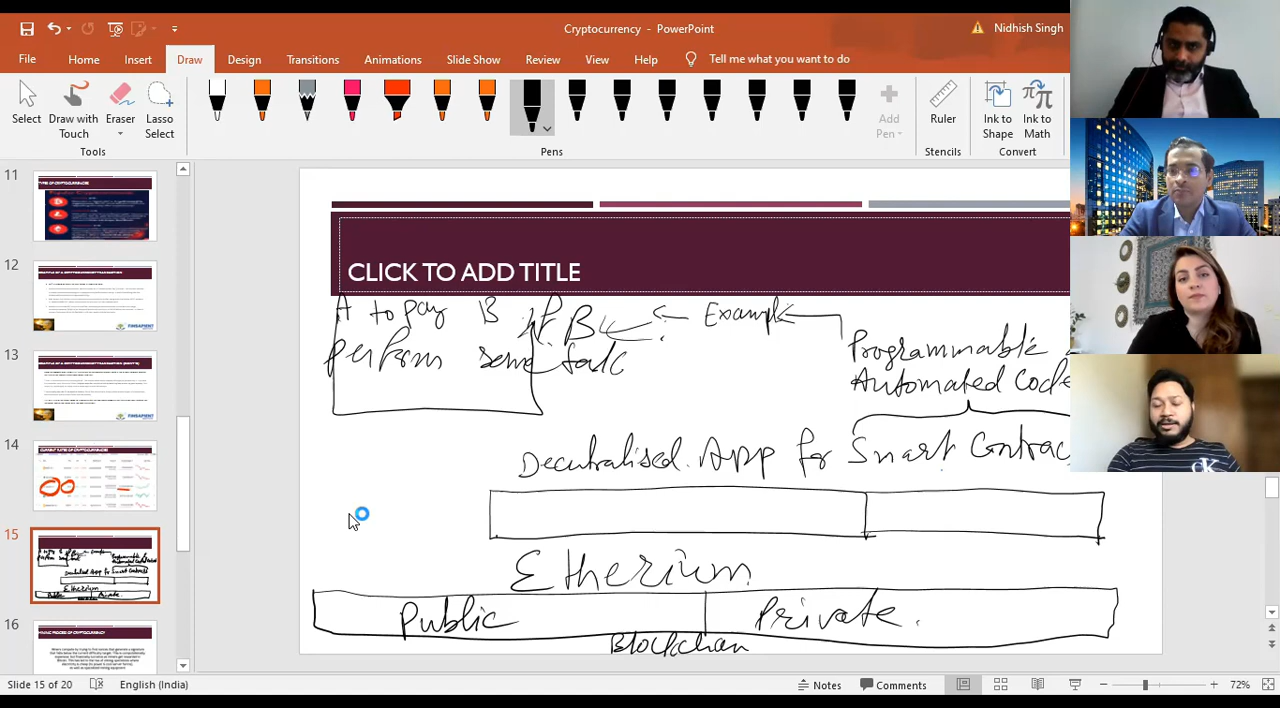 Cryptocurrency - PowerPoint
Nidhish Singh
File Home Insert Draw Design Transitions Animations Slide Show Review View Help Tell me what you want to do
Select
Draw with Touch
Eraser
Lasso Select
Add Pen
Ruler
Ink to Shape
Ink to Math
Tools
Pens
Stencils
Convert
11
12
13
14
15
16
CLICK TO ADD TITLE
A to pay B if B ← Example
perform some task
Programmable
Automated Code
Decentralised App for Smart Contrac
Etherium
Public Private
Blockchan
Slide 15 of 20
English (India)
Notes
Comments
72%